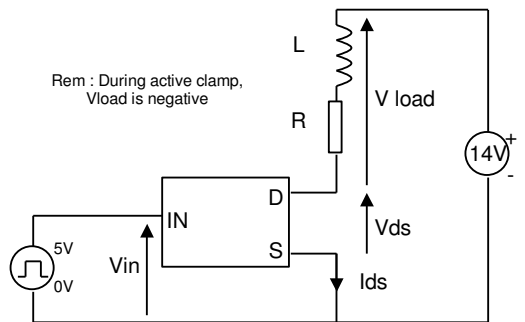 L
Rem : During active clamp,
Vload is negative
V load
R
14V
+
-
D
IN
Vds
S
5V
Vin
0V
Ids